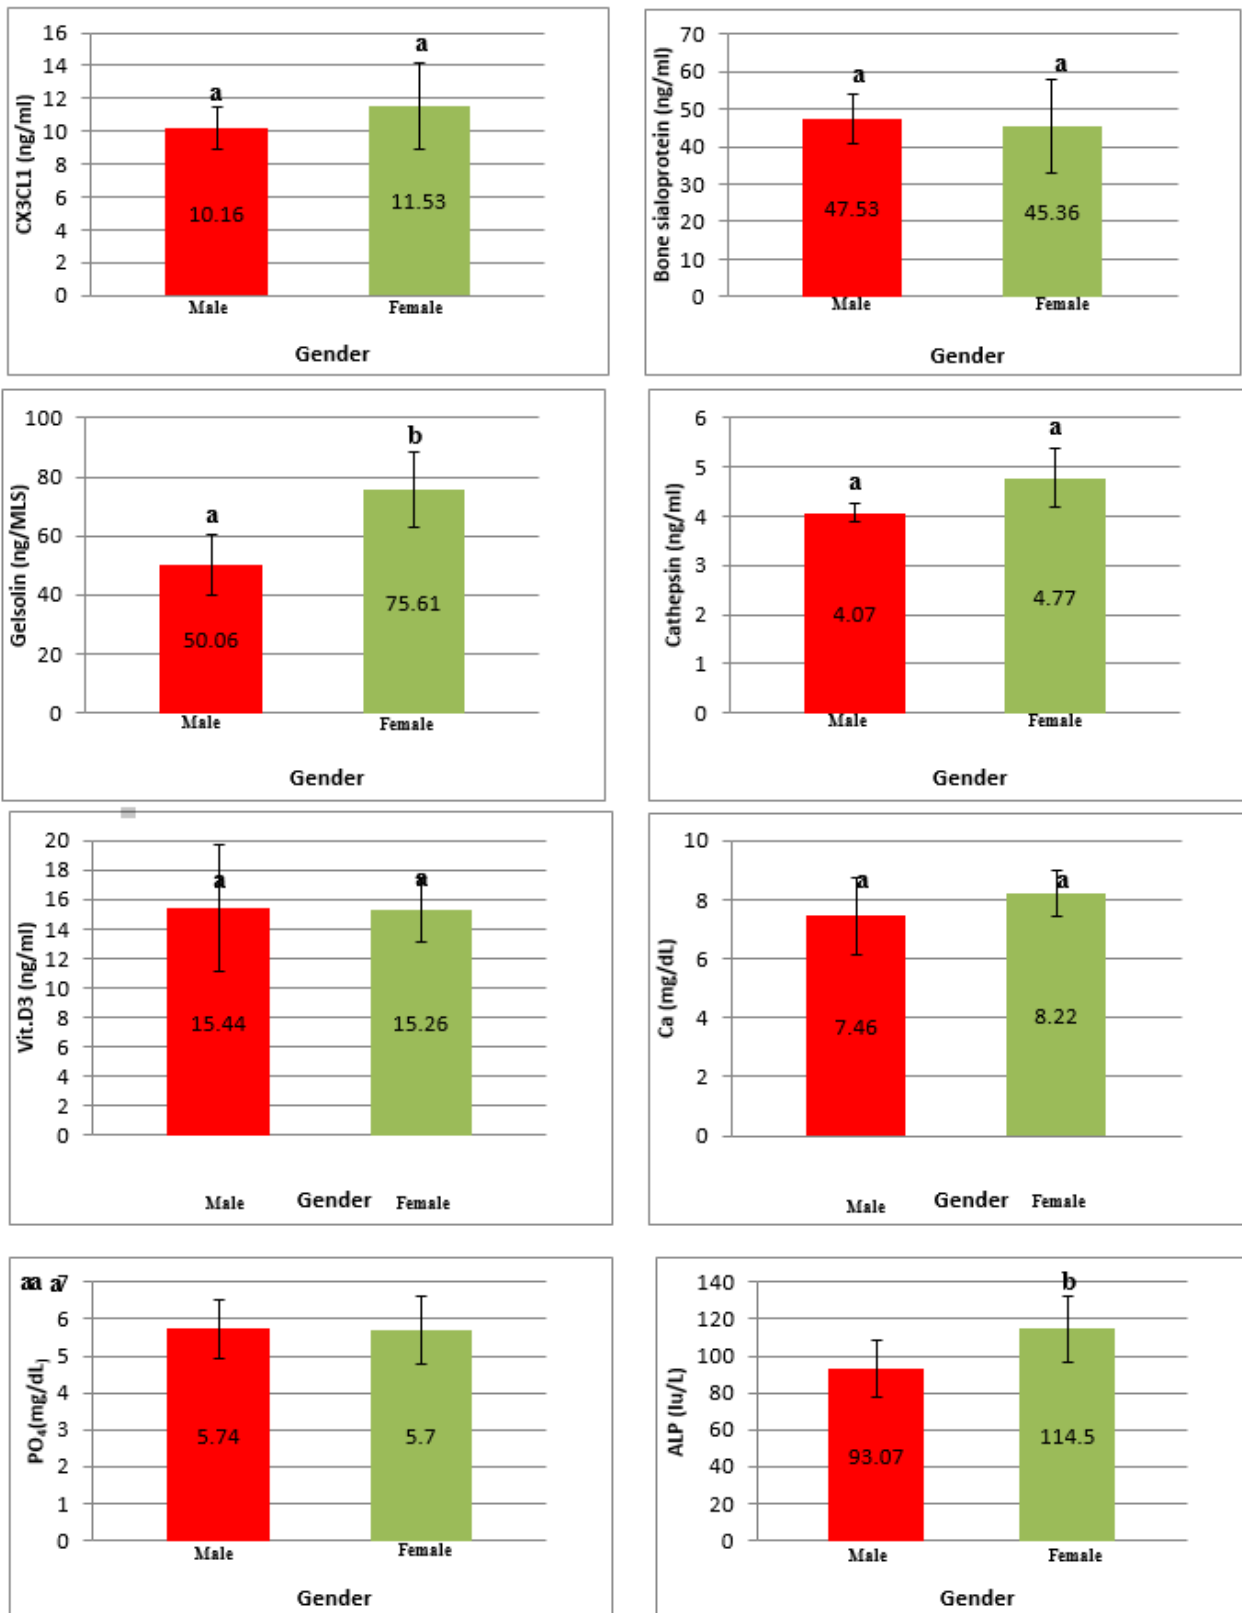 16
14
12
10
8
6
4
2
0
CX3CL1 (ng/ml)
a
a
10.16
11.53
Male Female
Gender
70
60
50
40
30
20
10
0
Bone sialoprotein (ng/ml)
a
a
47.53
45.36
Male Female
Gender
100
80
60
40
20
0
Gelsolin (ng/MLS)
a
b
50.06
75.61
Male Female
Gender
6
5
4
3
2
1
0
Cathepsin (ng/ml)
a
a
4.07
4.77
Male Female
Gender
20
18
16
14
12
10
8
6
4
2
0
Vit.D3 (ng/ml)
a
a
15.44
15.26
Male Gender Female
10
8
6
4
2
0
Ca (mg/dL)
a
a
7.46
8.22
Male Gender Female
aa a
7
6
5
4
3
2
1
0
PO₄(mg/dL)
5.74
5.7
Male Female
Gender
140
120
100
80
60
40
20
0
ALP (Iu/L)
b
93.07
114.5
Male Female
Gender